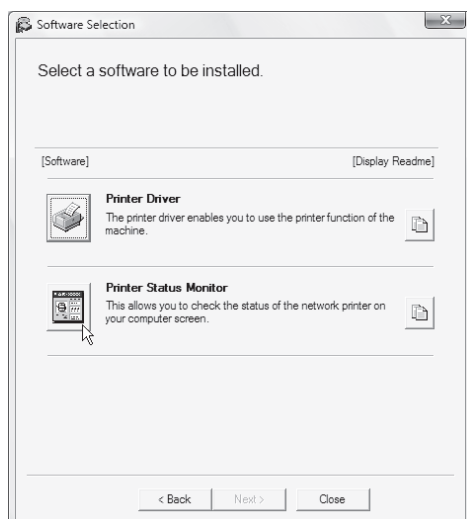 Software Selection
Select a software to be installed.
[Software] [Display Readme]
Printer Driver
The printer driver enables you to use the printer function of the
machine.
Printer Status Monitor
This allows you to check the status of the network printer on
your computer screen.
< Back Next > Close